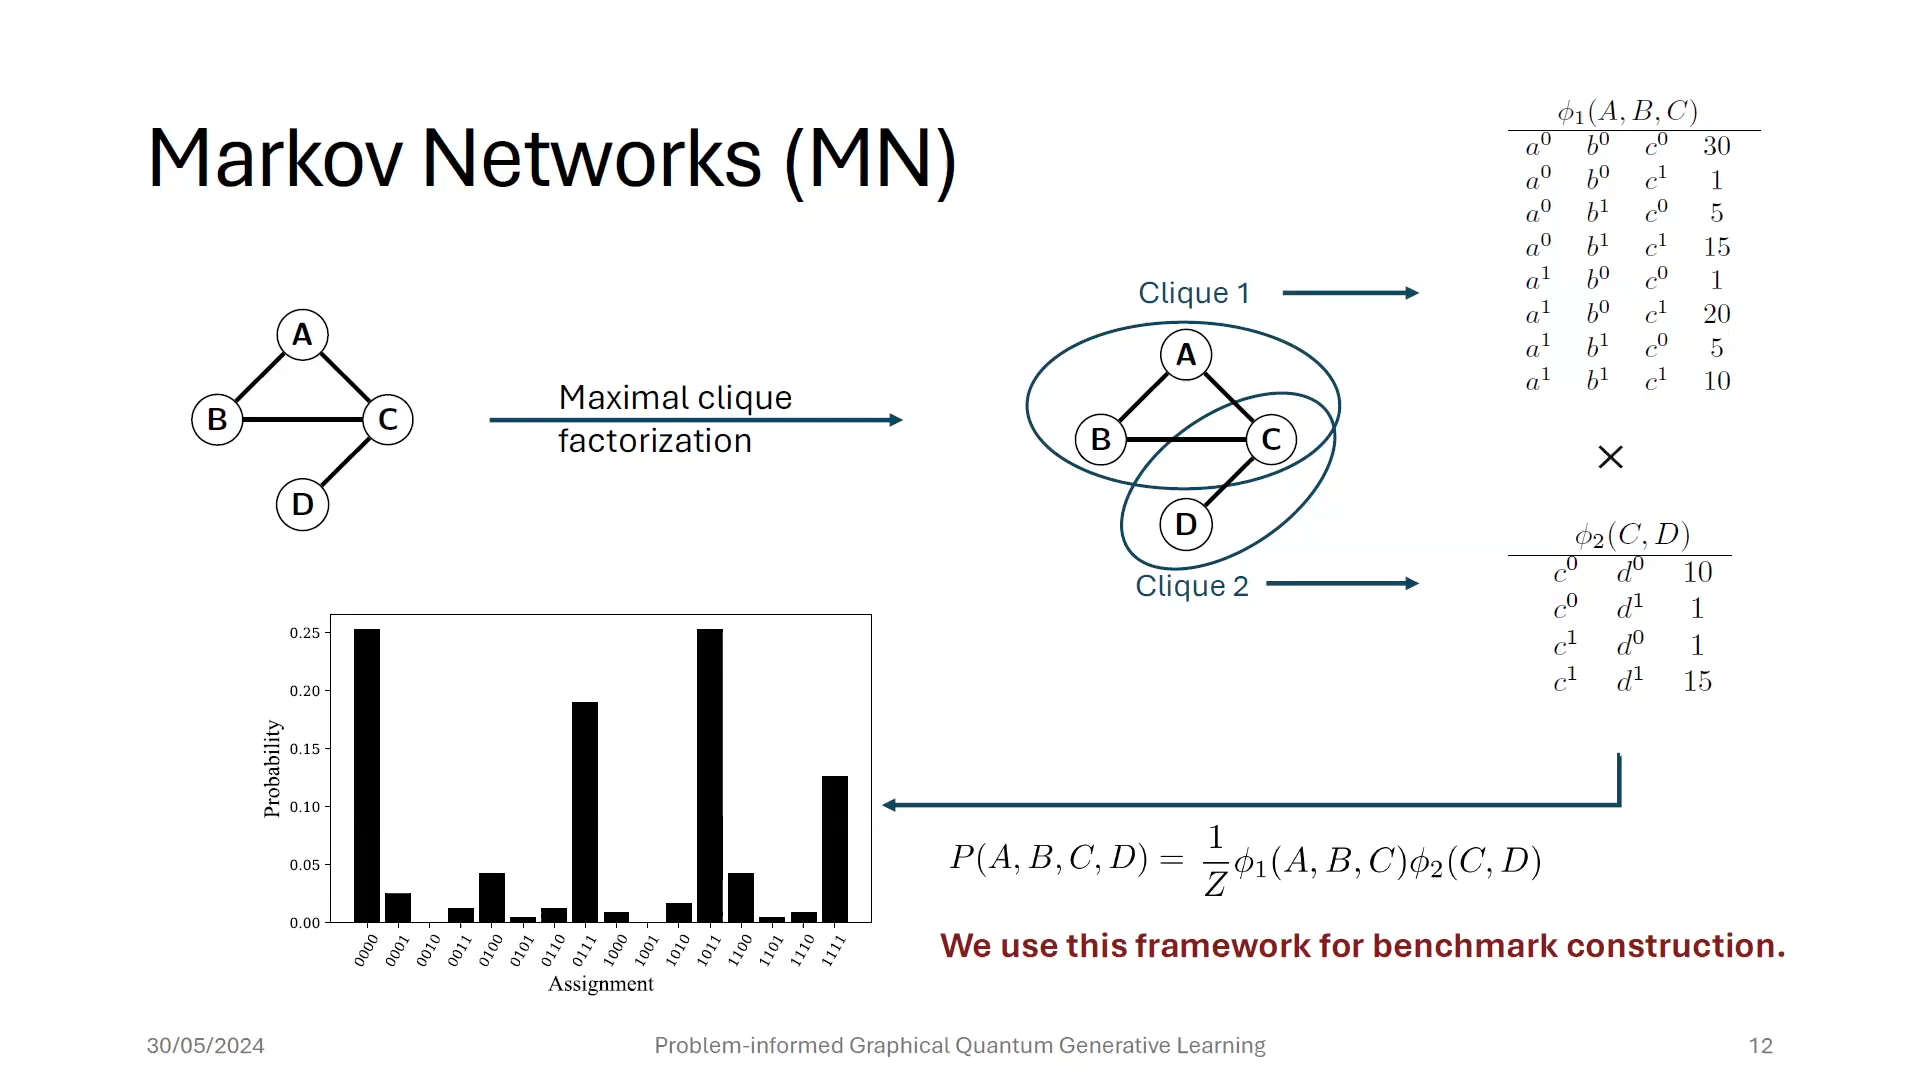 Markov Networks (MN)
A
B
C
D
Maximal clique
factorization
Clique 1
A
B
C
D
Clique 2
ϕ₁(A, B, C)
a⁰ b⁰ c⁰ 30
a⁰ b⁰ c¹ 1
a⁰ b¹ c⁰ 5
a⁰ b¹ c¹ 15
a¹ b⁰ c⁰ 1
a¹ b⁰ c¹ 20
a¹ b¹ c⁰ 5
a¹ b¹ c¹ 10
×
ϕ₂(C, D)
c⁰ d⁰ 10
c⁰ d¹ 1
c¹ d⁰ 1
c¹ d¹ 15
Probability
0.25
0.20
0.15
0.10
0.05
0.00
0000 0001 0010 0011 0100 0101 0110 0111 1000 1001 1010 1011 1100 1101 1110 1111
Assignment
P(A, B, C, D) = 1/Z ϕ₁(A, B, C)ϕ₂(C, D)
We use this framework for benchmark construction.
30/05/2024
Problem-informed Graphical Quantum Generative Learning
12